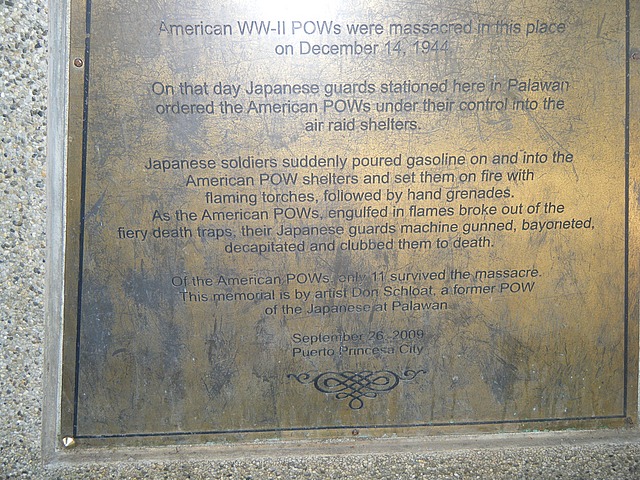 American WW-II POWs were massacred in this place
on December 14, 1944
On that day Japanese guards stationed here in Palawan
ordered the American POWs under their control into the
air raid shelters.
Japanese soldiers suddenly poured gasoline on and into the
American POW shelters and set them on fire with
flaming torches, followed by hand grenades.
As the American POWs, engulfed in flames broke out of the
fiery death traps, their Japanese guards machine gunned, bayoneted,
decapitated and clubbed them to death.
Of the American POWs, only 11 survived the massacre.
This memorial is by artist Don Schloat, a former POW
of the Japanese at Palawan
September 26, 2009
Puerto Princesa City